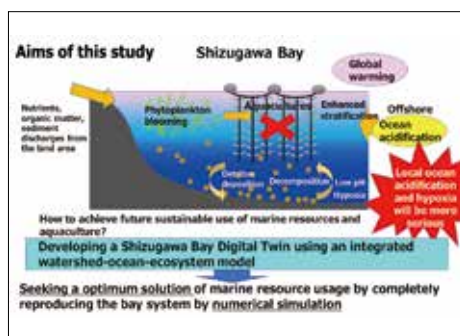 Aims of this study
Shizugawa Bay
Global
warming
Nutrients,
organic matter,
sediment
discharges from
the land area
Phytoplankton
blooming
Aquacultures
Enhanced
stratification
Offshore
Ocean
acidification
Detritus
deposition
Decomposition
Low pH
Hypoxia
Local ocean
acidification
and hypoxia
will be more
serious
How to achieve future sustainable use of marine resources and
aquaculture?
Developing a Shizugawa Bay Digital Twin using an integrated
watershed-ocean-ecosystem model
Seeking a optimum solution of marine resource usage by completely
reproducing the bay system by numerical simulation